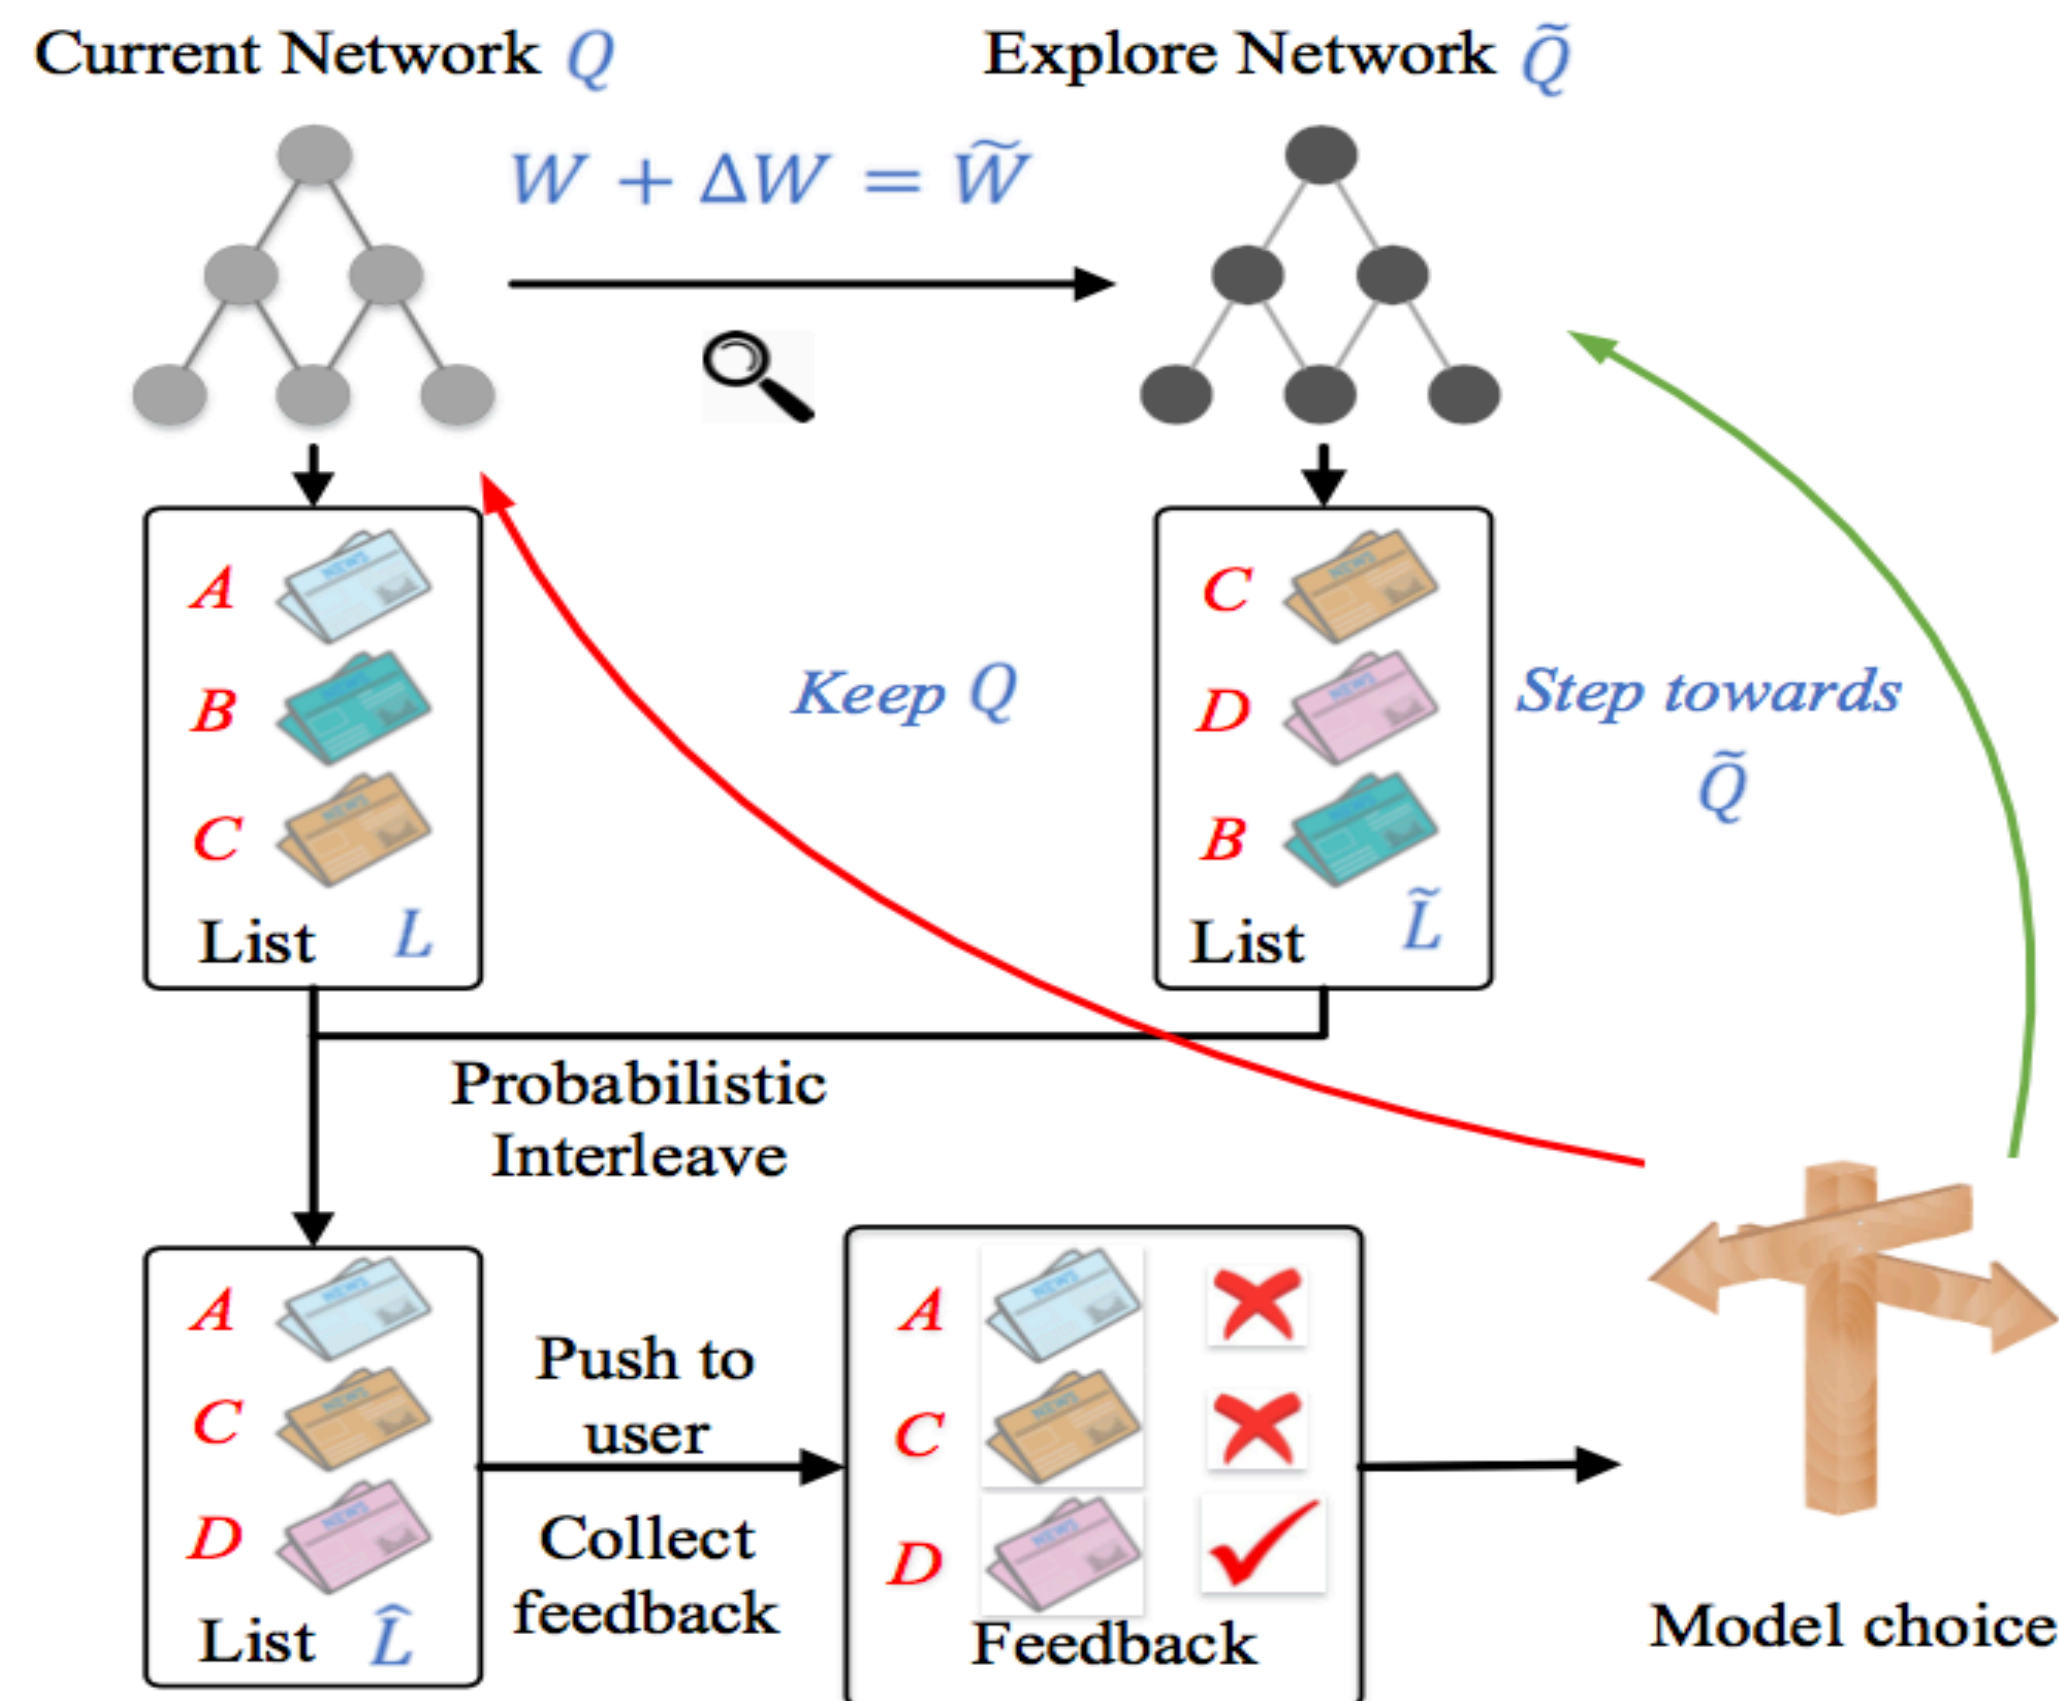 Current Network Q
Explore Network Q̃
W + ΔW = W̃
A
B
C
List L
C
D
B
List L̃
Keep Q
Step towards
Q̃
Probabilistic
Interleave
A
C
D
List L̂
Push to
user
Collect
feedback
A
C
D
Feedback
Model choice